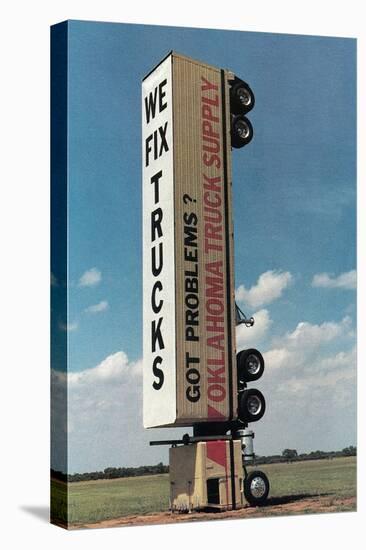 WE FIX TRUCKS
GOT PROBLEMS?
OKLAHOMA TRUCK SUPPLY